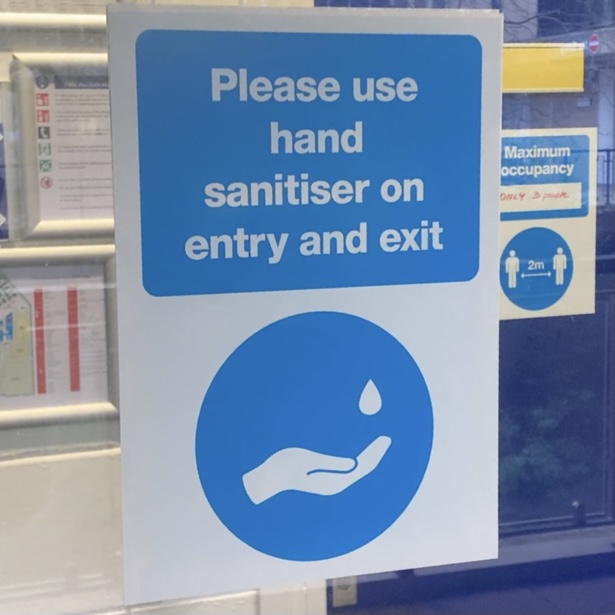 Please use
hand
sanitiser on
entry and exit
Maximum
occupancy
ONLY 3 people
2m